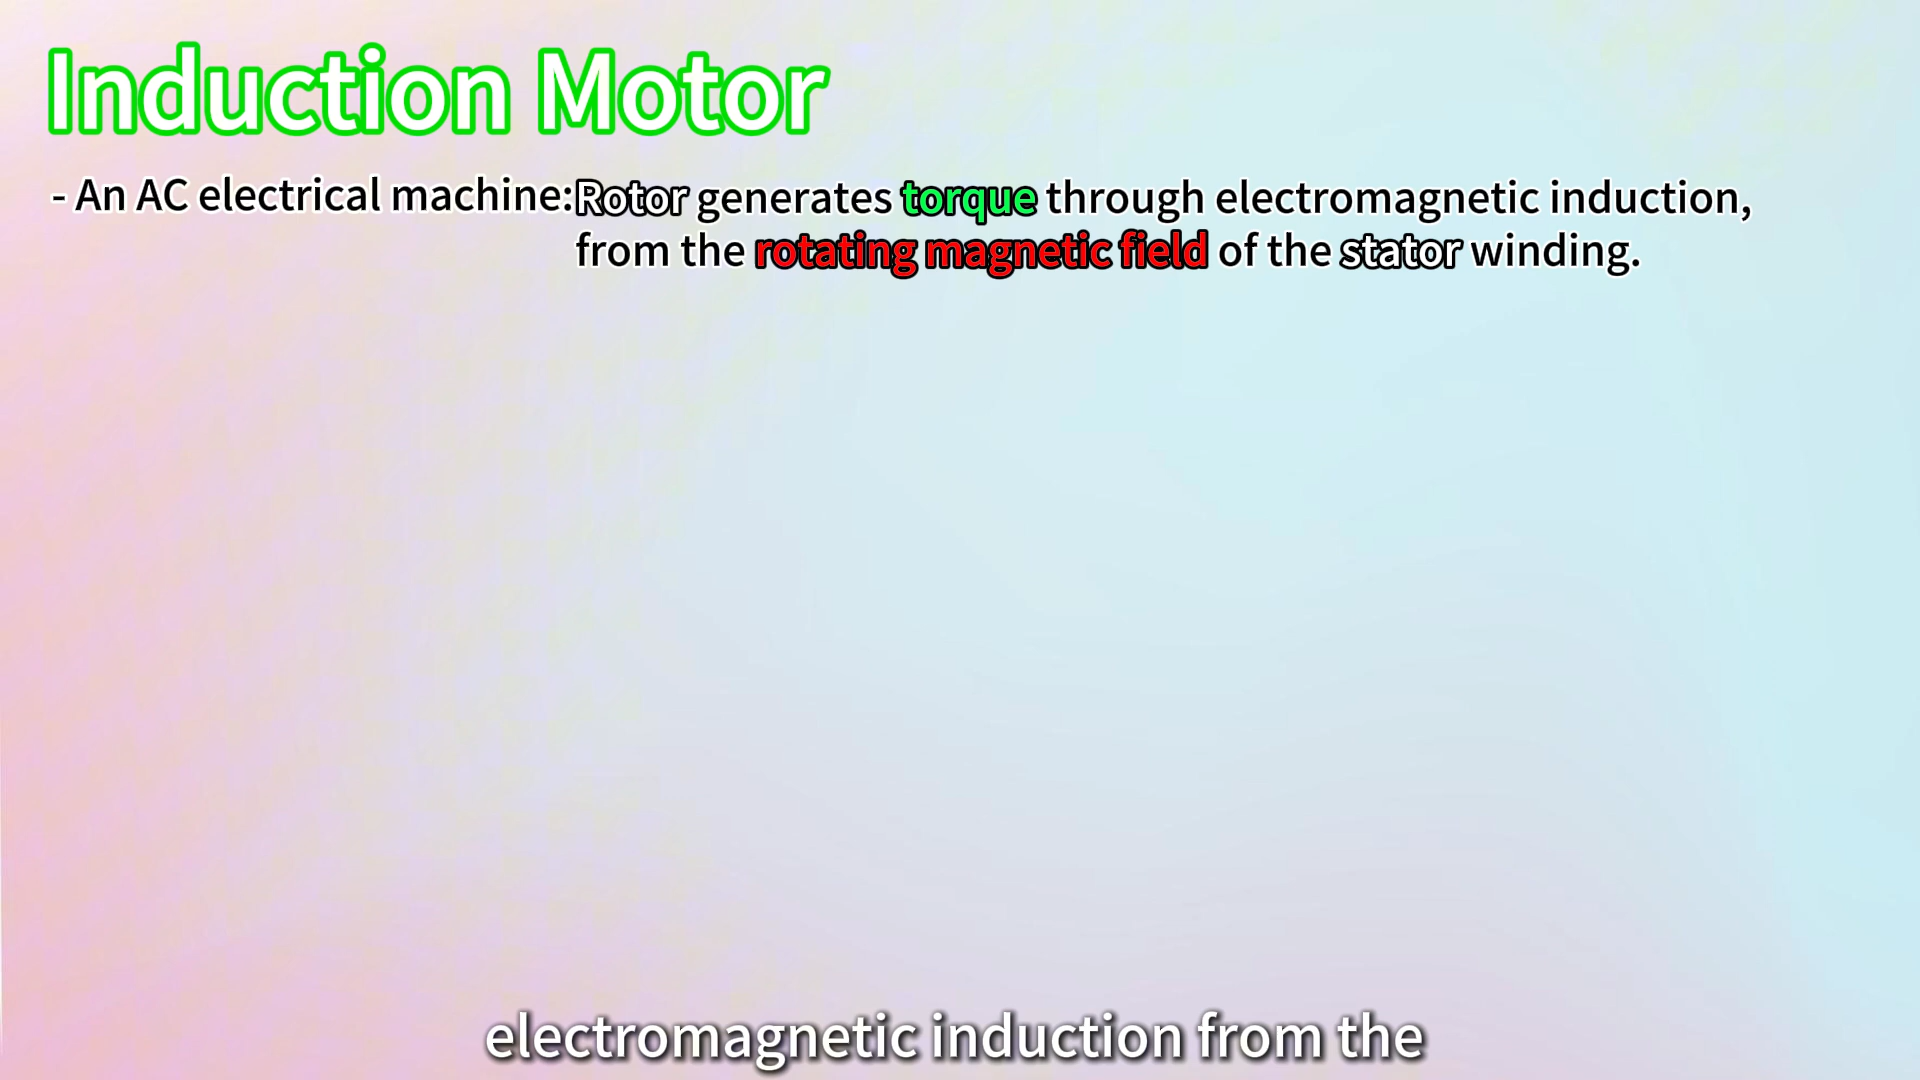 Induction Motor
- An AC electrical machine:Rotor generates torque through electromagnetic induction,
from the rotating magnetic field of the stator winding.
electromagnetic induction from the